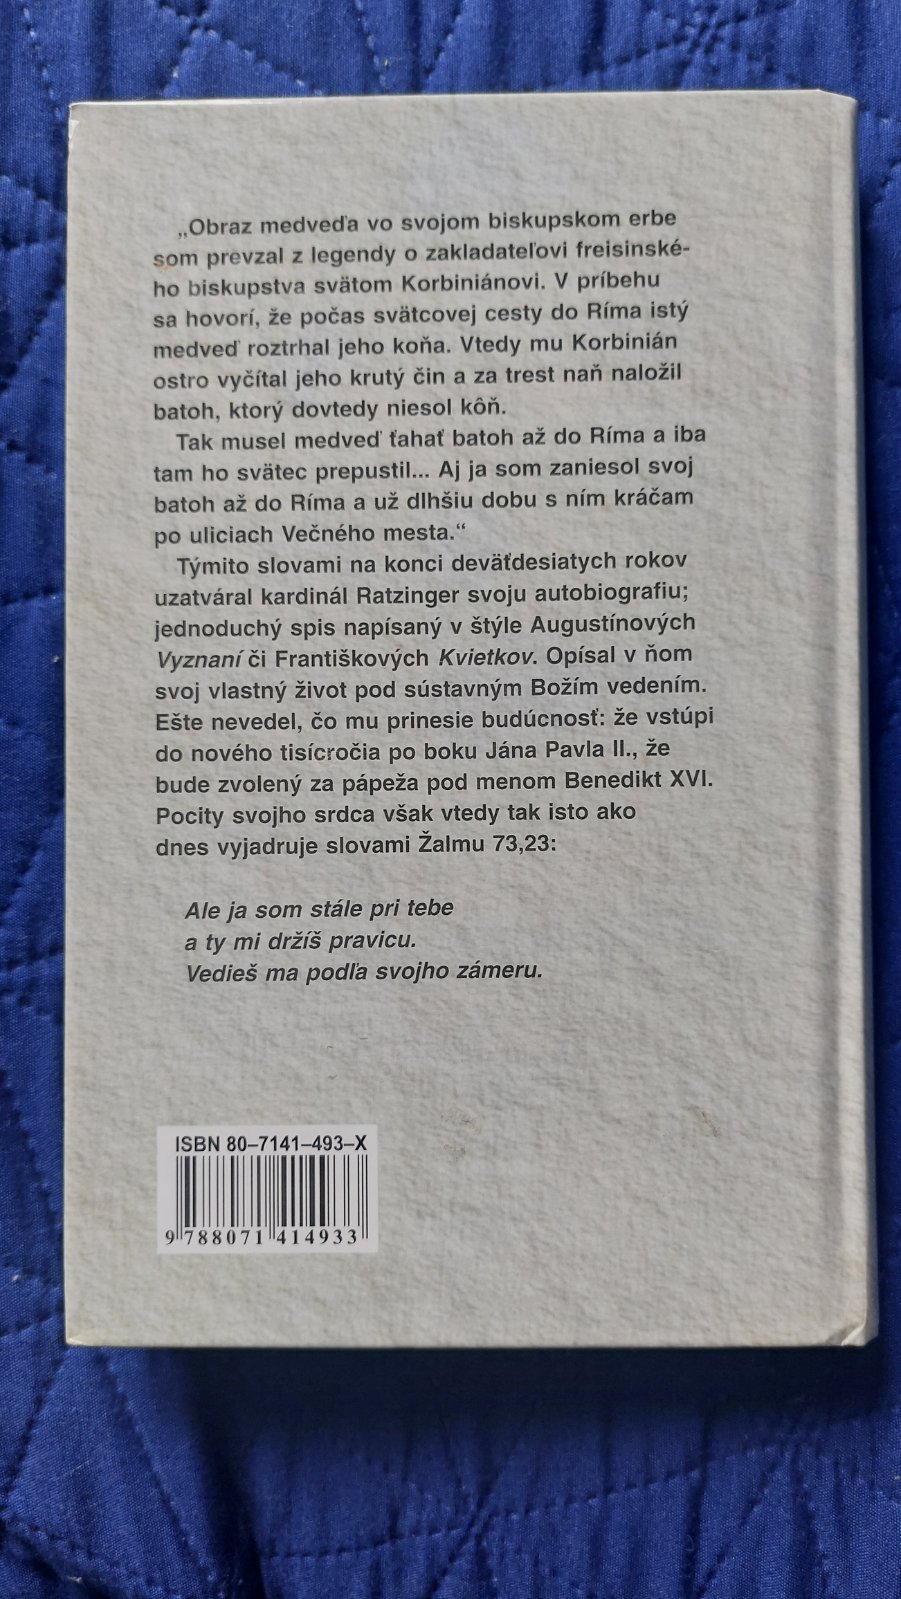 „Obraz medveďa vo svojom biskupskom erbe
som prevzal z legendy o zakladateľovi freisinské-
ho biskupstva svätom Korbiniánovi. V príbehu
sa hovorí, že počas svätcovej cesty do Ríma istý
medveď roztrhal jeho koňa. Vtedy mu Korbinián
ostro vyčítal jeho krutý čin a za trest naň naložil
batoh, ktorý dovtedy niesol kôň.
Tak musel medveď ťahať batoh až do Ríma a iba
tam ho svätec prepustil... Aj ja som zaniesol svoj
batoh až do Ríma a už dlhšiu dobu s ním kráčam
po uliciach Večného mesta.“
Týmito slovami na konci deväťdesiatych rokov
uzatváral kardinál Ratzinger svoju autobiografiu;
jednoduchý spis napísaný v štýle Augustínových
Vyznaní či Františkových Kvietkov. Opísal v ňom
svoj vlastný život pod sústavným Božím vedením.
Ešte nevedel, čo mu prinesie budúcnosť: že vstúpi
do nového tisícročia po boku Jána Pavla II., že
bude zvolený za pápeža pod menom Benedikt XVI.
Pocity svojho srdca však vtedy tak isto ako
dnes vyjadruje slovami Žalmu 73,23:
Ale ja som stále pri tebe
a ty mi držíš pravicu.
Vedieš ma podľa svojho zámeru.
ISBN 80–7141–493–X
9 788071 414933